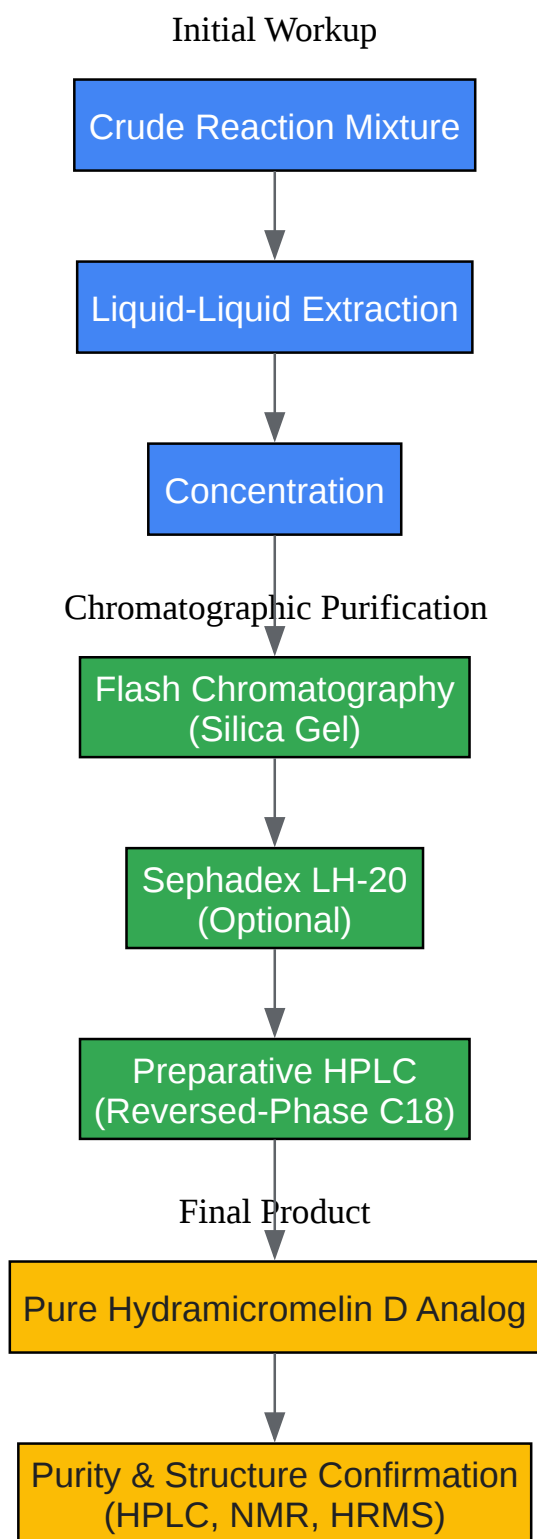 Initial Workup
Crude Reaction Mixture
Liquid-Liquid Extraction
Concentration
Chromatographic Purification
Flash Chromatography
(Silica Gel)
Sephadex LH-20
(Optional)
Preparative HPLC
(Reversed-Phase C18)
Final Product
Pure Hydramicromelin D Analog
Purity & Structure Confirmation
(HPLC, NMR, HRMS)